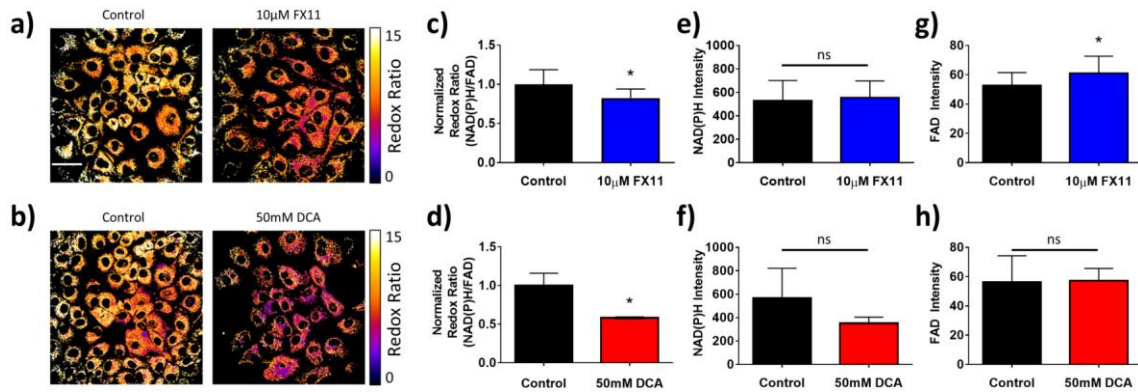 a)
Control
10µM FX11
15
Redox Ratio
0
b)
Control
50mM DCA
15
Redox Ratio
0
c)
Normalized
Redox Ratio
(NAD(P)H/FAD)
1.5
1.0
0.5
0.0
*
Control
10µM FX11
d)
Normalized
Redox Ratio
(NAD(P)H/FAD)
1.5
1.0
0.5
0.0
*
Control
50mM DCA
e)
NAD(P)H Intensity
1000
800
600
400
200
0
ns
Control
10µM FX11
f)
NAD(P)H Intensity
1000
800
600
400
200
0
ns
Control
50mM DCA
g)
FAD Intensity
80
60
40
20
0
*
Control
10µM FX11
h)
FAD Intensity
80
60
40
20
0
ns
Control
50mM DCA